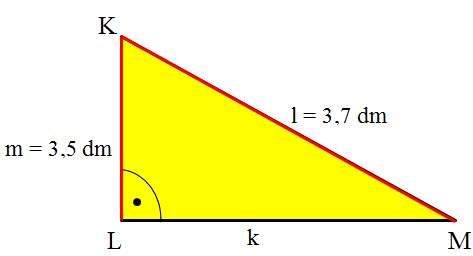 K
l = 3,7 dm
m = 3,5 dm
L
k
M